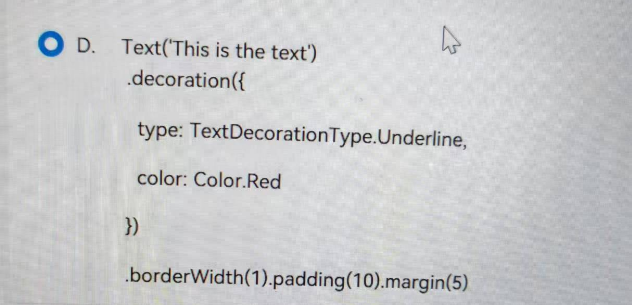 D. Text('This is the text')
.decoration({
type: TextDecorationType.Underline,
color: Color.Red
})
.borderWidth(1).padding(10).margin(5)